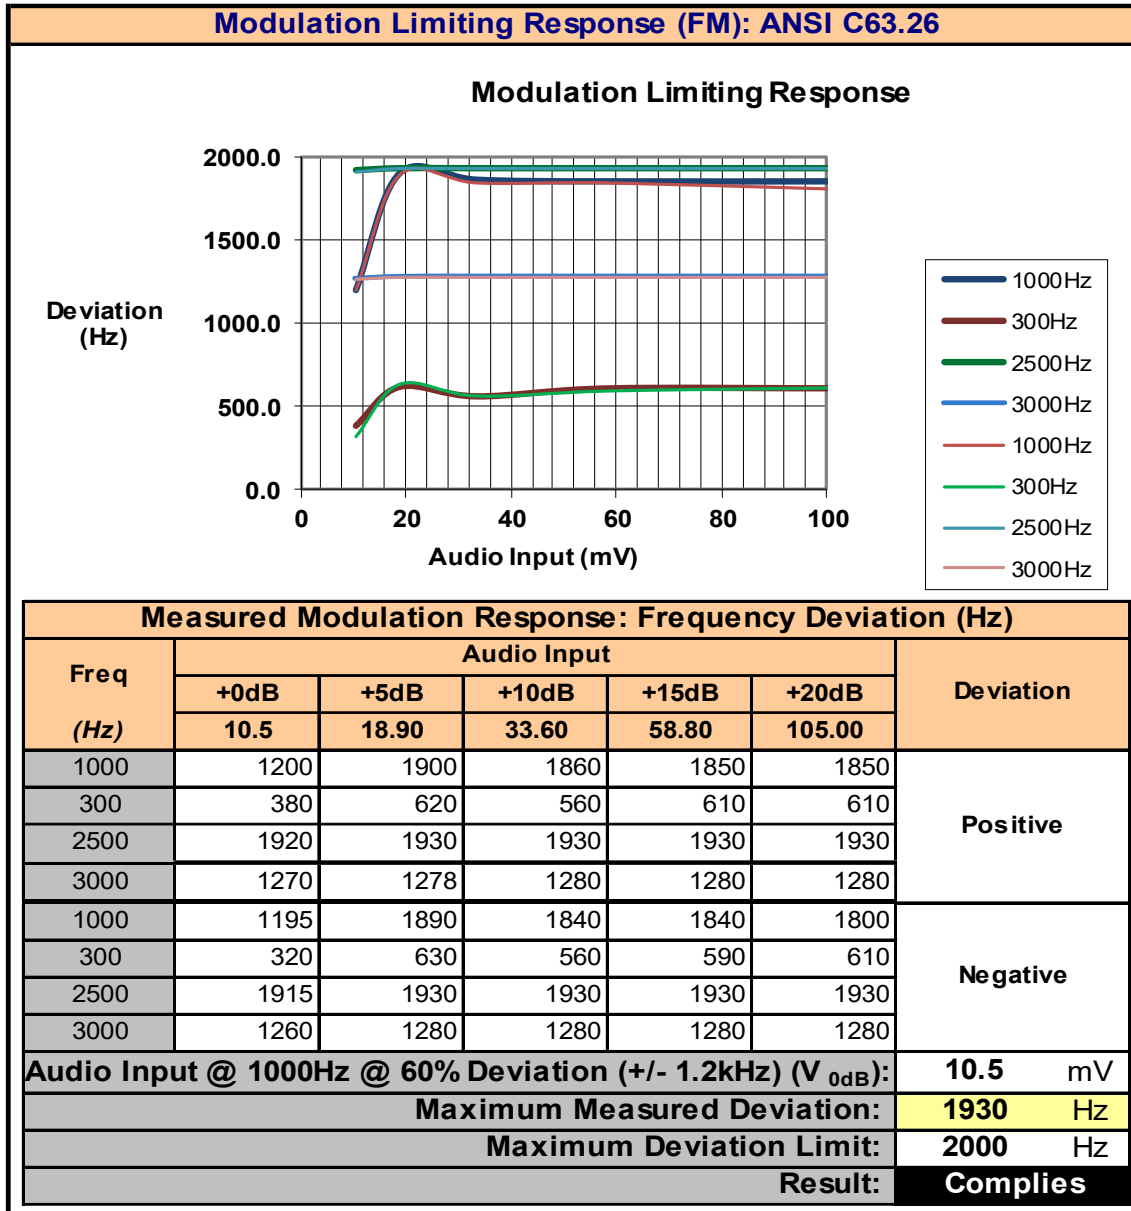 Modulation Limiting Response (FM): ANSI C63.26
Modulation Limiting Response
2000.0
1500.0
1000.0
500.0
0.0
Deviation
(Hz)
0 20 40 60 80 100
Audio Input (mV)
1000Hz
300Hz
2500Hz
3000Hz
1000Hz
300Hz
2500Hz
3000Hz
Measured Modulation Response: Frequency Deviation (Hz)
Freq Audio Input Deviation
+0dB +5dB +10dB +15dB +20dB
(Hz) 10.5 18.90 33.60 58.80 105.00
1000 1200 1900 1860 1850 1850
300 380 620 560 610 610
Positive
2500 1920 1930 1930 1930 1930
3000 1270 1278 1280 1280 1280
1000 1195 1890 1840 1840 1800
300 320 630 560 590 610
Negative
2500 1915 1930 1930 1930 1930
3000 1260 1280 1280 1280 1280
Audio Input @ 1000Hz @ 60% Deviation (+/- 1.2kHz) (V 0dB): 10.5 mV
Maximum Measured Deviation: 1930 Hz
Maximum Deviation Limit: 2000 Hz
Result: Complies